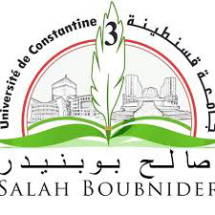 Université de Constantine 3 جامعة قسنطينة
صالح بوبنيدر
SALAH BOUBNIDER